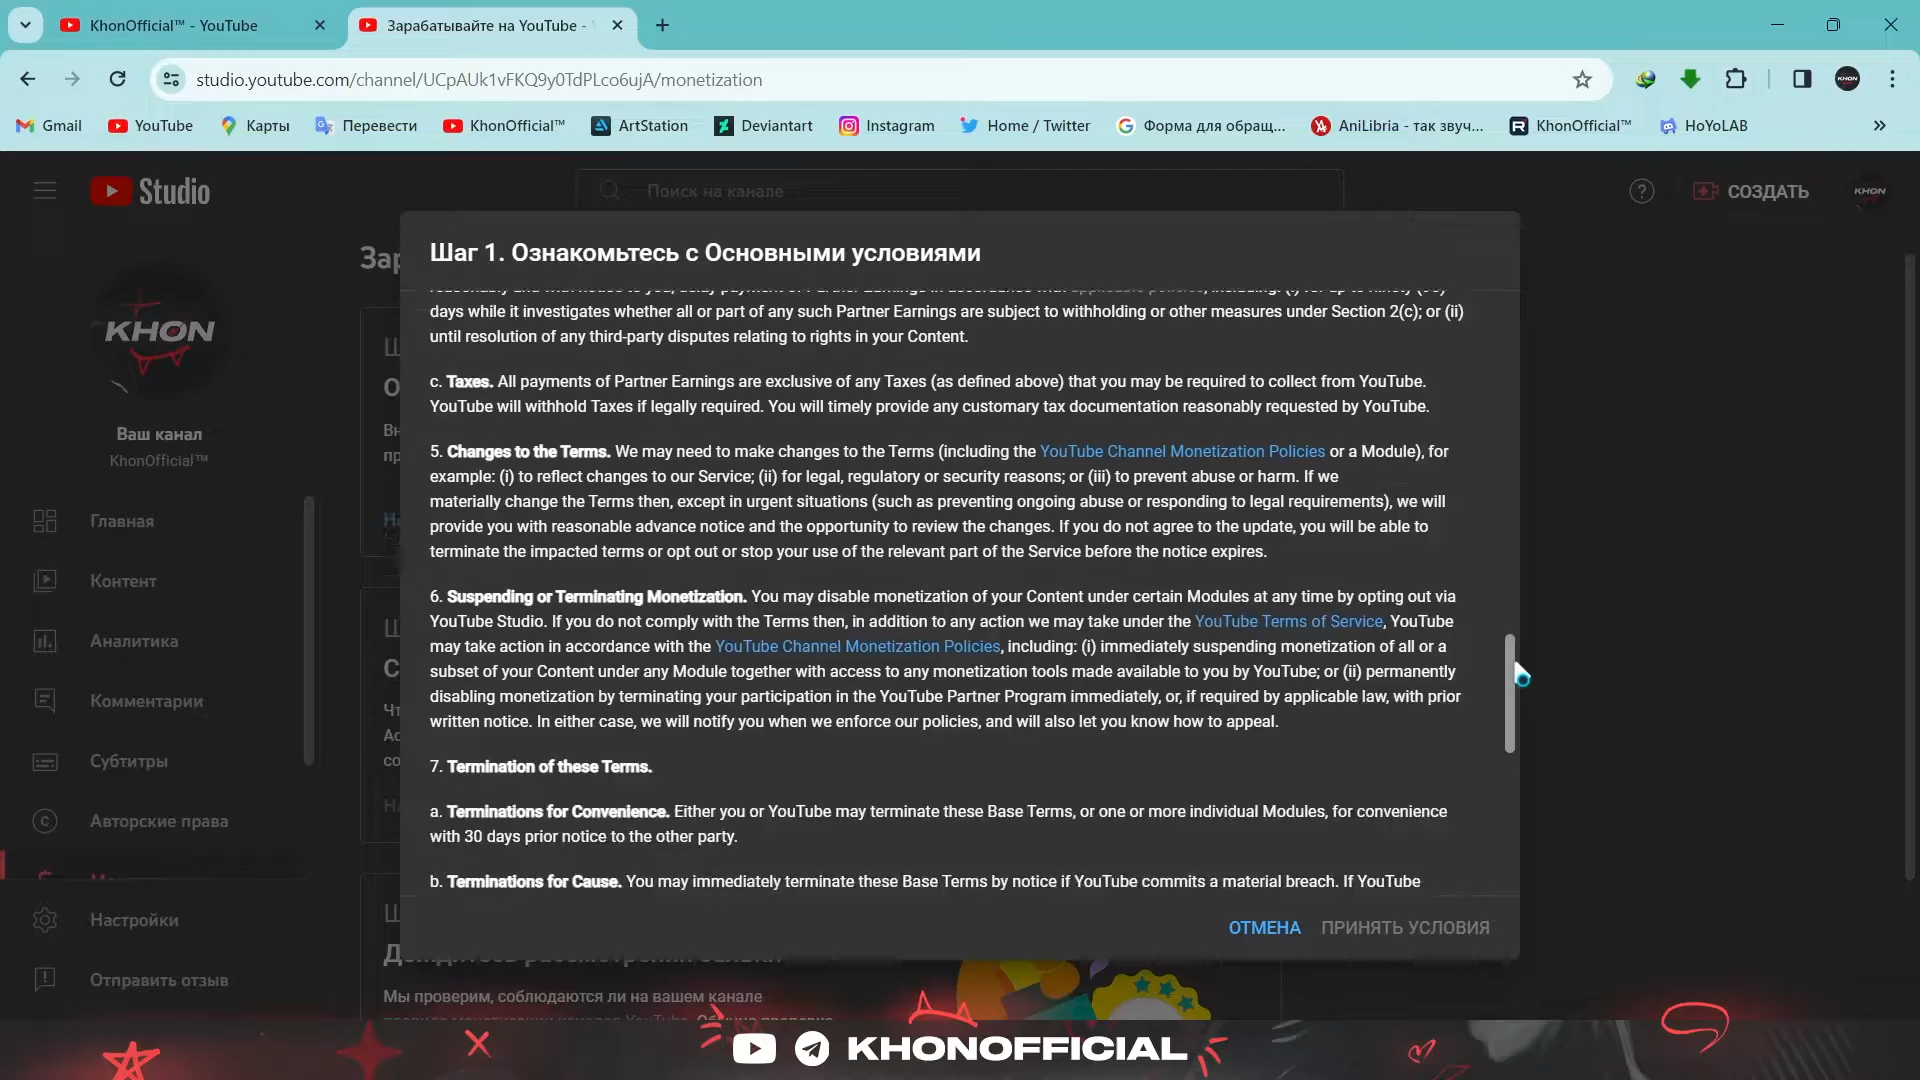 KhonOfficial™ - YouTube
Зарабатывайте на YouTube -
studio.youtube.com/channel/UCpAUk1vFKQ9y0TdPLco6ujA/monetization
Gmail YouTube Карты Перевести KhonOfficial™ ArtStation Deviantart Instagram Home / Twitter Форма для обращ... AniLibria - так звуч... KhonOfficial™ HoYoLAB
Studio
Поиск на канале
СОЗДАТЬ
KHON
KHON
Ваш канал
KhonOfficial™
Главная
Контент
Аналитика
Комментарии
Субтитры
Авторские права
Настройки
Отправить отзыв
Шаг 1. Ознакомьтесь с Основными условиями
days while it investigates whether all or part of any such Partner Earnings are subject to withholding or other measures under Section 2(c); or (ii)
until resolution of any third-party disputes relating to rights in your Content.
c. Taxes. All payments of Partner Earnings are exclusive of any Taxes (as defined above) that you may be required to collect from YouTube.
YouTube will withhold Taxes if legally required. You will timely provide any customary tax documentation reasonably requested by YouTube.
5. Changes to the Terms. We may need to make changes to the Terms (including the YouTube Channel Monetization Policies or a Module), for
example: (i) to reflect changes to our Service; (ii) for legal, regulatory or security reasons; or (iii) to prevent abuse or harm. If we
materially change the Terms then, except in urgent situations (such as preventing ongoing abuse or responding to legal requirements), we will
provide you with reasonable advance notice and the opportunity to review the changes. If you do not agree to the update, you will be able to
terminate the impacted terms or opt out or stop your use of the relevant part of the Service before the notice expires.
6. Suspending or Terminating Monetization. You may disable monetization of your Content under certain Modules at any time by opting out via
YouTube Studio. If you do not comply with the Terms then, in addition to any action we may take under the YouTube Terms of Service, YouTube
may take action in accordance with the YouTube Channel Monetization Policies, including: (i) immediately suspending monetization of all or a
subset of your Content under any Module together with access to any monetization tools made available to you by YouTube; or (ii) permanently
disabling monetization by terminating your participation in the YouTube Partner Program immediately, or, if required by applicable law, with prior
written notice. In either case, we will notify you when we enforce our policies, and will also let you know how to appeal.
7. Termination of these Terms.
a. Terminations for Convenience. Either you or YouTube may terminate these Base Terms, or one or more individual Modules, for convenience
with 30 days prior notice to the other party.
b. Terminations for Cause. You may immediately terminate these Base Terms by notice if YouTube commits a material breach. If YouTube
ОТМЕНА ПРИНЯТЬ УСЛОВИЯ
Мы проверим, соблюдаются ли на вашем канале
KHONOFFICIAL